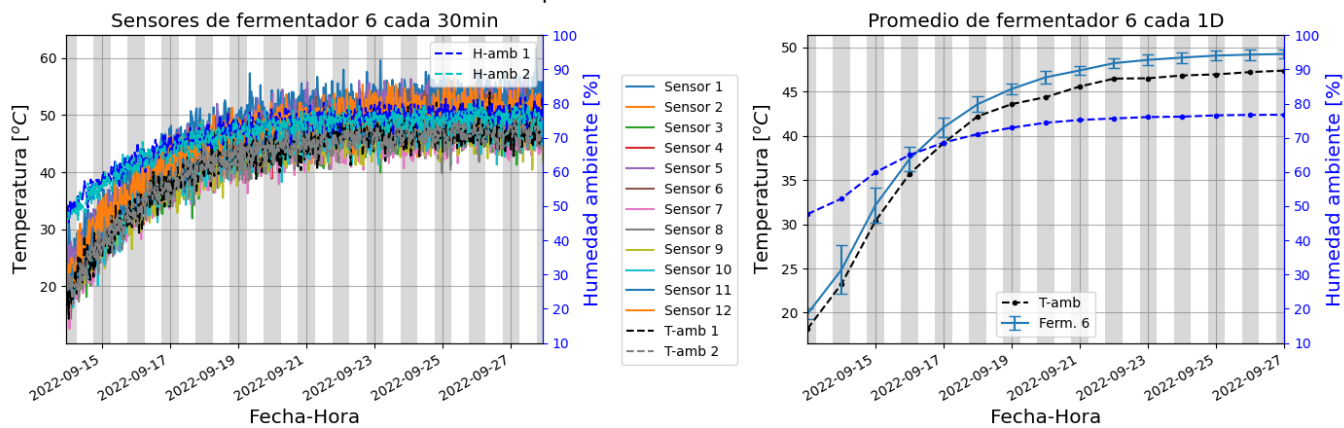 Sensores de fermentador 6 cada 30min
Temperatura [°C]
60
50
40
30
20
H-amb 1
H-amb 2
100
90
80
70
60
50
40
30
20
10
Humedad ambiente [%]
2022-09-15
2022-09-17
2022-09-19
2022-09-21
2022-09-23
2022-09-25
2022-09-27
Fecha-Hora
Sensor 1
Sensor 2
Sensor 3
Sensor 4
Sensor 5
Sensor 6
Sensor 7
Sensor 8
Sensor 9
Sensor 10
Sensor 11
Sensor 12
T-amb 1
T-amb 2
Promedio de fermentador 6 cada 1D
Temperatura [°C]
50
45
40
35
30
25
20
T-amb
Ferm. 6
100
90
80
70
60
50
40
30
20
10
Humedad ambiente [%]
2022-09-15
2022-09-17
2022-09-19
2022-09-21
2022-09-23
2022-09-25
2022-09-27
Fecha-Hora